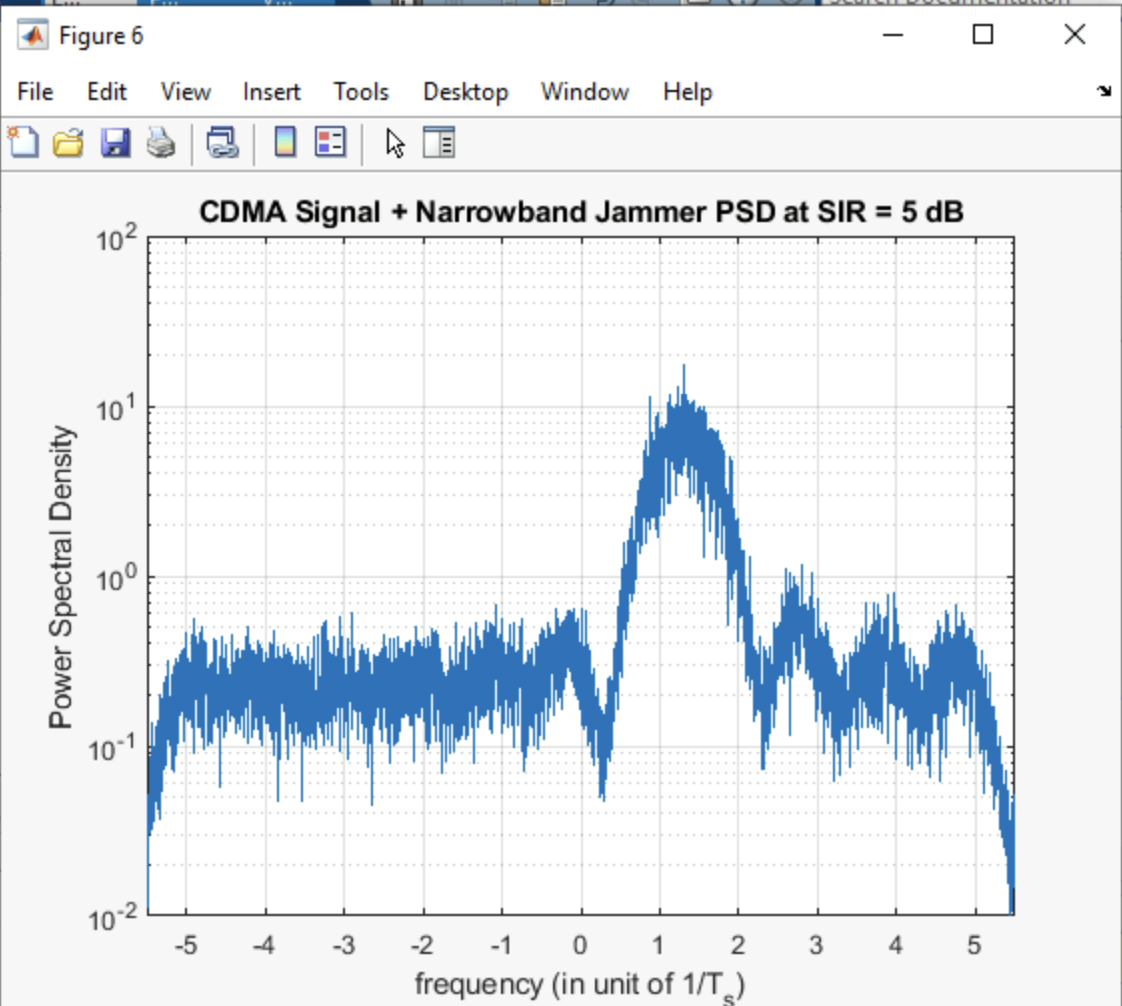 Search Documentation
Figure 6
File Edit View Insert Tools Desktop Window Help
CDMA Signal + Narrowband Jammer PSD at SIR = 5 dB
10^2
10^1
10^0
10^-1
10^-2
Power Spectral Density
-5 -4 -3 -2 -1 0 1 2 3 4 5
frequency (in unit of 1/T_s)